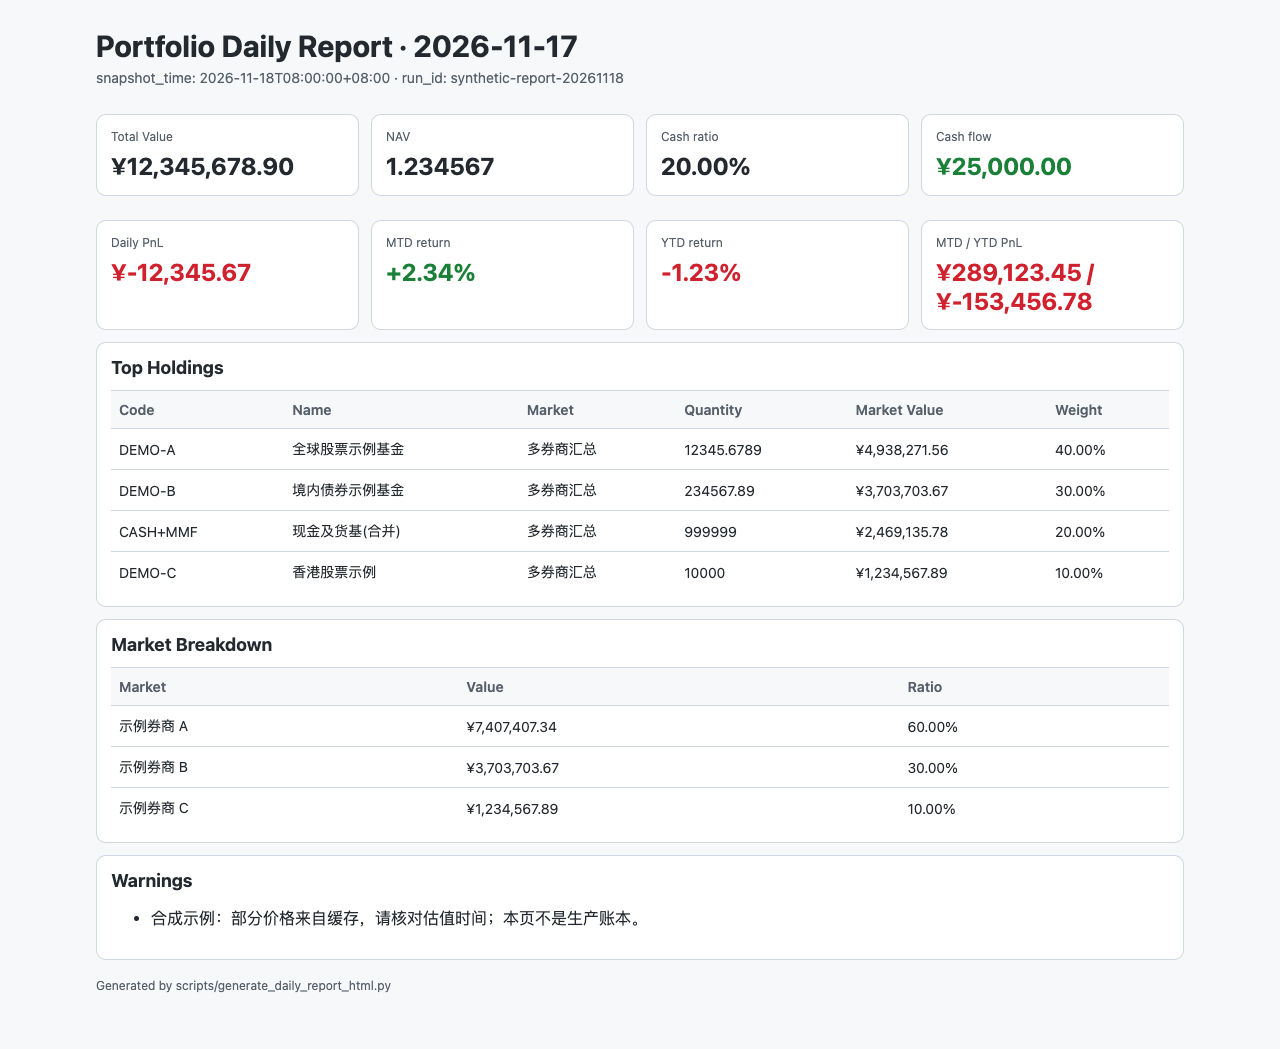 Portfolio Daily Report · 2026-11-17
snapshot_time: 2026-11-18T08:00:00+08:00 · run_id: synthetic-report-20261118
Total Value
¥12,345,678.90
NAV
1.234567
Cash ratio
20.00%
Cash flow
¥25,000.00
Daily PnL
¥-12,345.67
MTD return
+2.34%
YTD return
-1.23%
MTD / YTD PnL
¥289,123.45 /
¥-153,456.78
Top Holdings
Code Name Market Quantity Market Value Weight
DEMO-A 全球股票示例基金 多券商汇总 12345.6789 ¥4,938,271.56 40.00%
DEMO-B 境内债券示例基金 多券商汇总 234567.89 ¥3,703,703.67 30.00%
CASH+MMF 现金及货基(合并) 多券商汇总 999999 ¥2,469,135.78 20.00%
DEMO-C 香港股票示例 多券商汇总 10000 ¥1,234,567.89 10.00%
Market Breakdown
Market Value Ratio
示例券商 A ¥7,407,407.34 60.00%
示例券商 B ¥3,703,703.67 30.00%
示例券商 C ¥1,234,567.89 10.00%
Warnings
• 合成示例：部分价格来自缓存，请核对估值时间；本页不是生产账本。
Generated by scripts/generate_daily_report_html.py